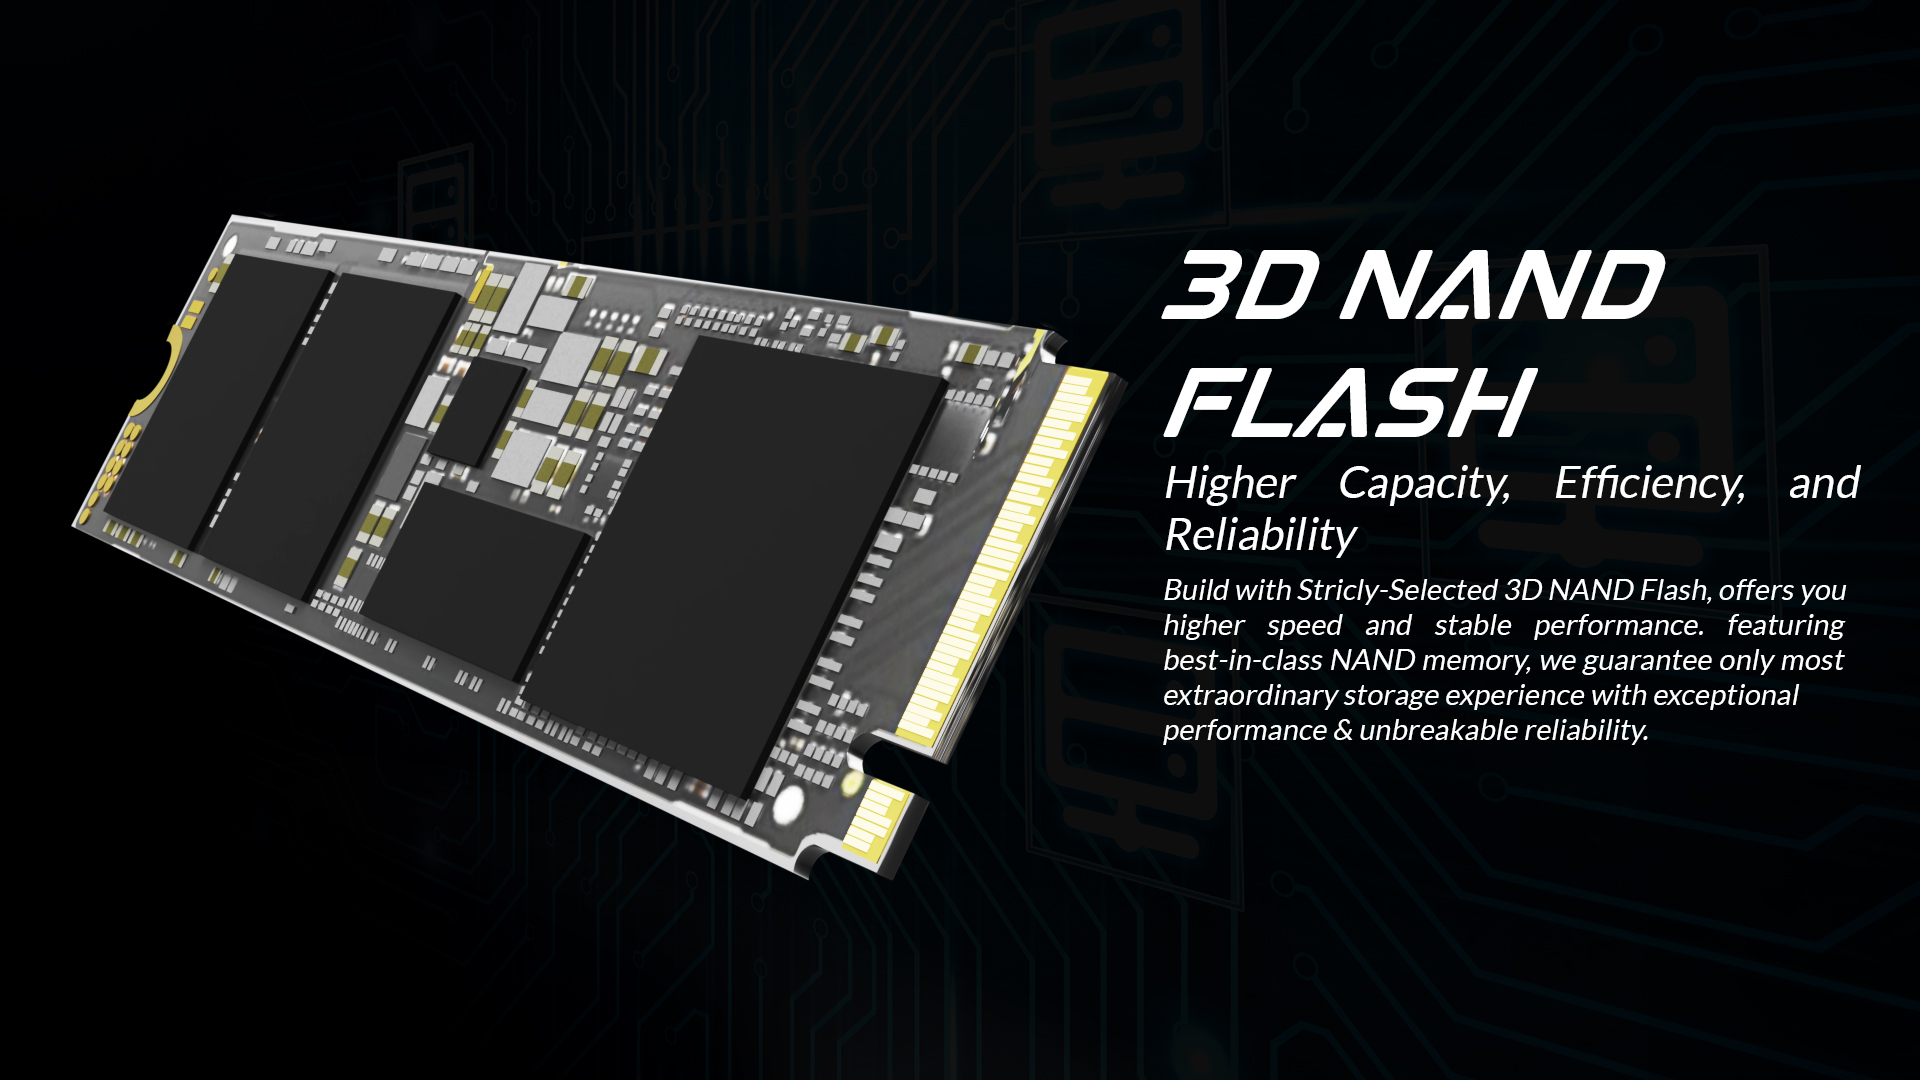 3D NAND
FLASH
Higher Capacity, Efficiency, and
Reliability
Build with Stricly-Selected 3D NAND Flash, offers you
higher speed and stable performance. featuring
best-in-class NAND memory, we guarantee only most
extraordinary storage experience with exceptional
performance & unbreakable reliability.